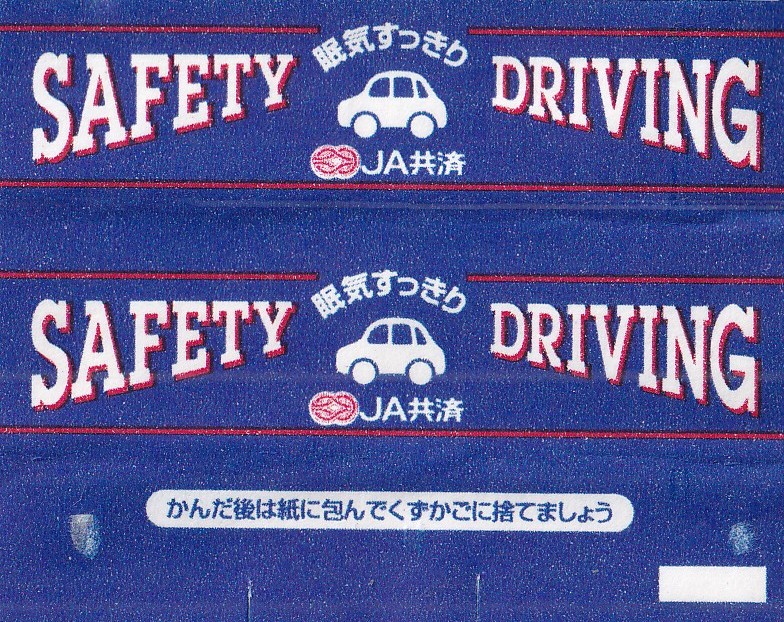 眠気すっきり
SAFETY DRIVING
JA共済
眠気すっきり
SAFETY DRIVING
JA共済
かんだ後は紙に包んでくずかごに捨てましょう